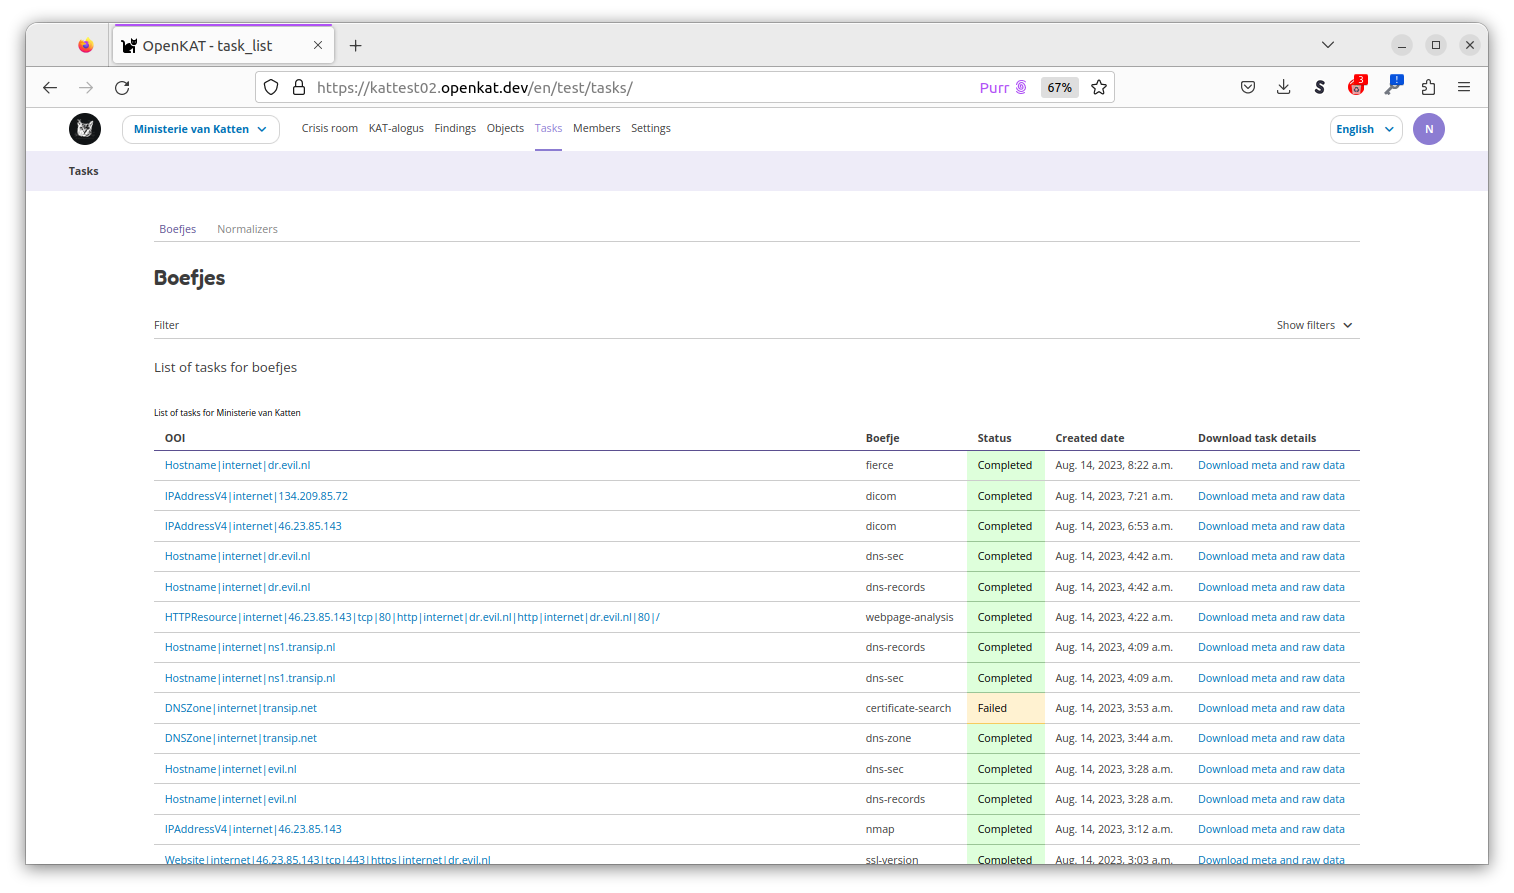 OpenKAT - task_list
https://kattest02.openkat.dev/en/test/tasks/ Purr 67% S 3 !
Ministerie van Katten Crisis room KAT-alogus Findings Objects Tasks Members Settings English N
Tasks
Boefjes Normalizers
Boefjes
Filter Show filters
List of tasks for boefjes
List of tasks for Ministerie van Katten
OOI Boefje Status Created date Download task details
Hostname|internet|dr.evil.nl fierce Completed Aug. 14, 2023, 8:22 a.m. Download meta and raw data
IPAddressV4|internet|134.209.85.72 dicom Completed Aug. 14, 2023, 7:21 a.m. Download meta and raw data
IPAddressV4|internet|46.23.85.143 dicom Completed Aug. 14, 2023, 6:53 a.m. Download meta and raw data
Hostname|internet|dr.evil.nl dns-sec Completed Aug. 14, 2023, 4:42 a.m. Download meta and raw data
Hostname|internet|dr.evil.nl dns-records Completed Aug. 14, 2023, 4:42 a.m. Download meta and raw data
HTTPResource|internet|46.23.85.143|tcp|80|http|internet|dr.evil.nl|http|internet|dr.evil.nl|80|/ webpage-analysis Completed Aug. 14, 2023, 4:22 a.m. Download meta and raw data
Hostname|internet|ns1.transip.nl dns-records Completed Aug. 14, 2023, 4:09 a.m. Download meta and raw data
Hostname|internet|ns1.transip.nl dns-sec Completed Aug. 14, 2023, 4:09 a.m. Download meta and raw data
DNSZone|internet|transip.net certificate-search Failed Aug. 14, 2023, 3:53 a.m. Download meta and raw data
DNSZone|internet|transip.net dns-zone Completed Aug. 14, 2023, 3:44 a.m. Download meta and raw data
Hostname|internet|evil.nl dns-sec Completed Aug. 14, 2023, 3:28 a.m. Download meta and raw data
Hostname|internet|evil.nl dns-records Completed Aug. 14, 2023, 3:28 a.m. Download meta and raw data
IPAddressV4|internet|46.23.85.143 nmap Completed Aug. 14, 2023, 3:12 a.m. Download meta and raw data
Website|internet|46.23.85.143|tcp|443|https|internet|dr.evil.nl ssl-version Completed Aug. 14, 2023, 3:03 a.m. Download meta and raw data